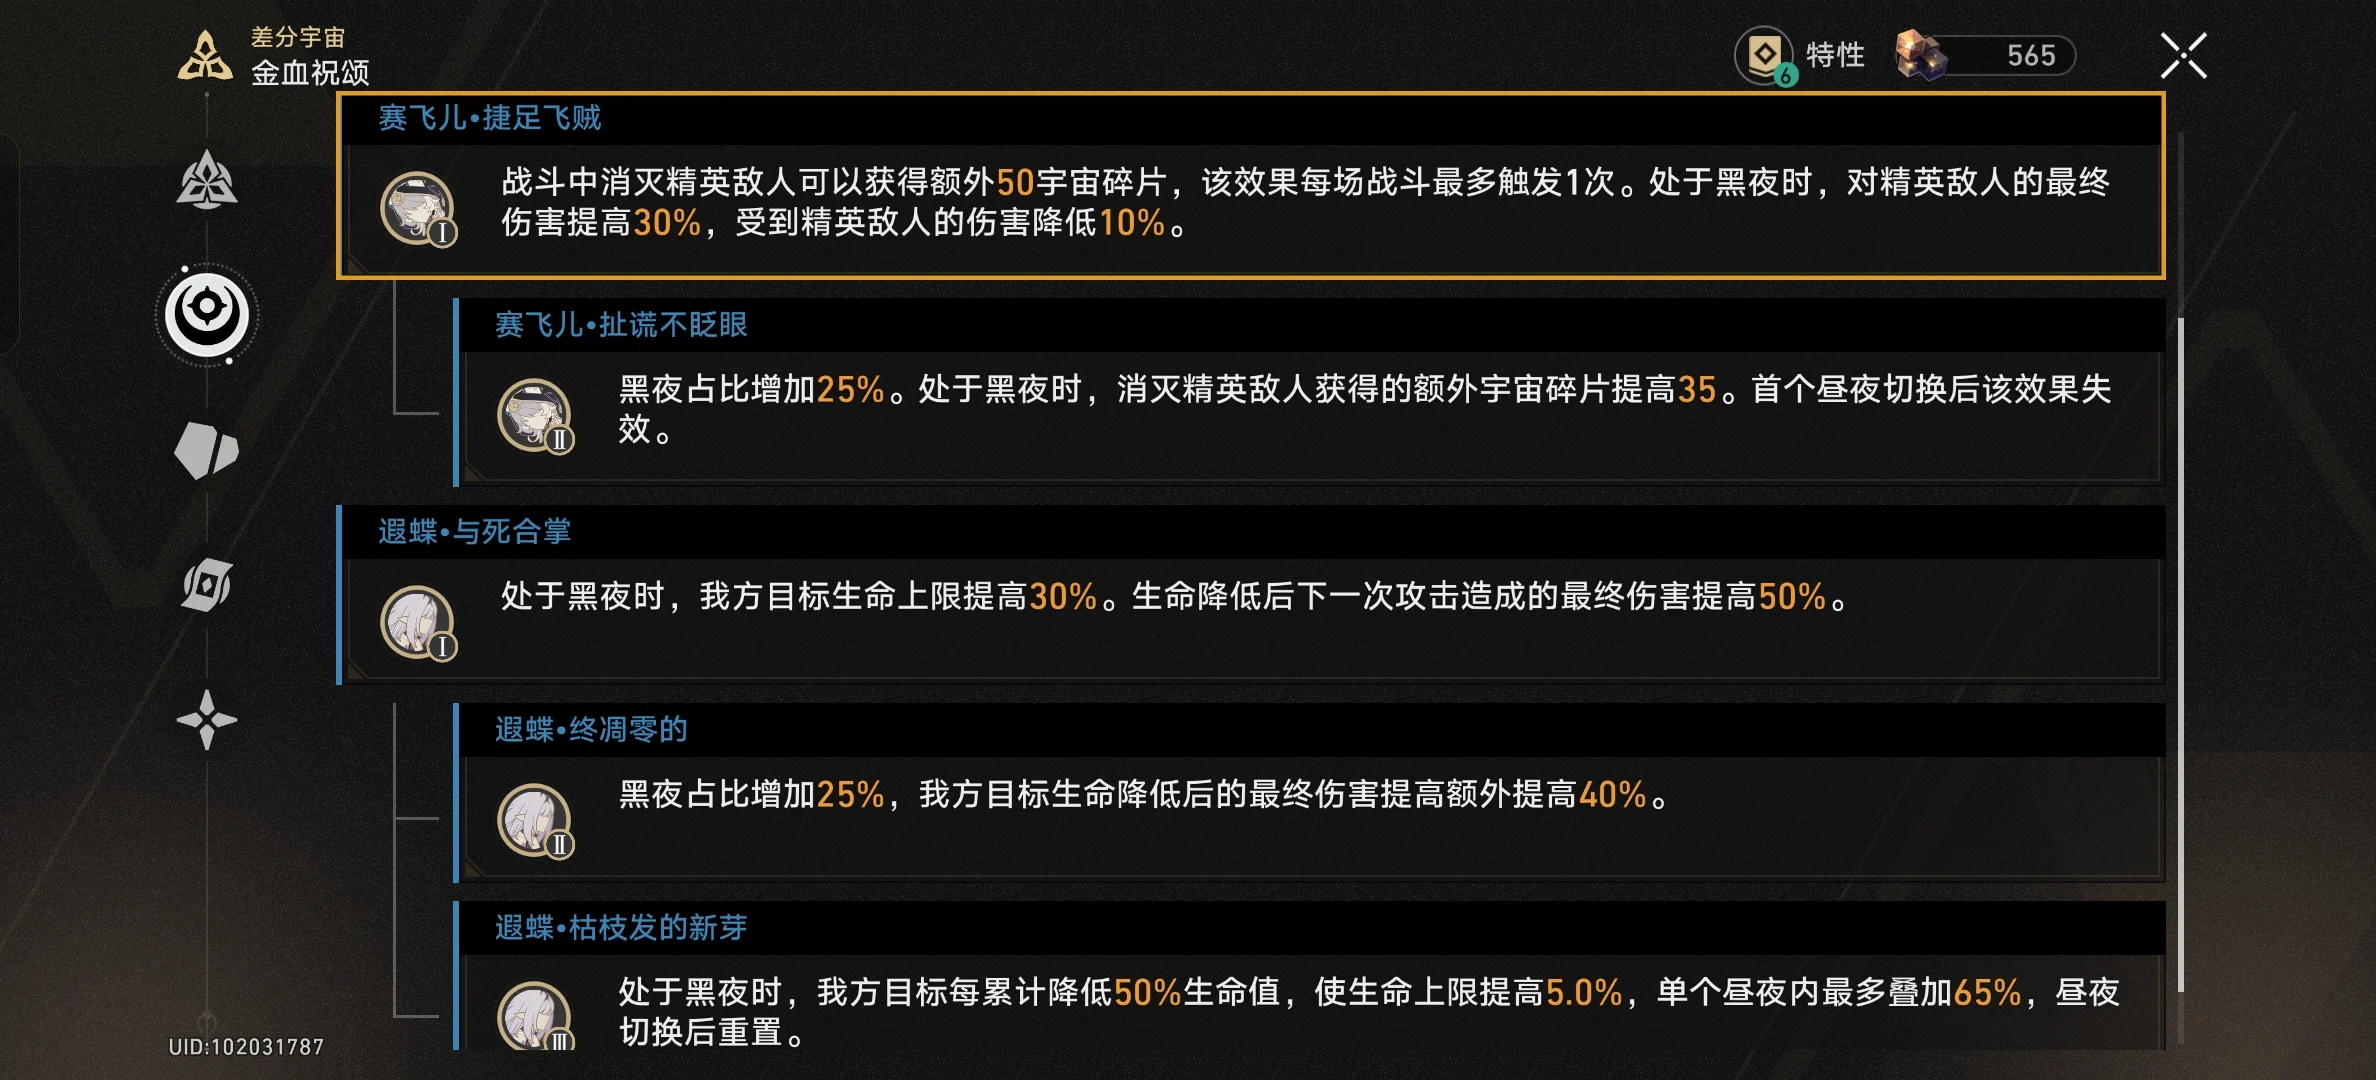 差分宇宙
金血祝颂
6
特性
565
赛飞儿•捷足飞贼
战斗中消灭精英敌人可以获得额外50宇宙碎片，该效果每场战斗最多触发1次。处于黑夜时，对精英敌人的最终
伤害提高30%，受到精英敌人的伤害降低10%。
I
赛飞儿•扯谎不眨眼
黑夜占比增加25%。处于黑夜时，消灭精英敌人获得的额外宇宙碎片提高35。首个昼夜切换后该效果失
效。
II
遐蝶•与死合掌
处于黑夜时，我方目标生命上限提高30%。生命降低后下一次攻击造成的最终伤害提高50%。
I
遐蝶•终凋零的
黑夜占比增加25%，我方目标生命降低后的最终伤害提高额外提高40%。
II
遐蝶•枯枝发的新芽
处于黑夜时，我方目标每累计降低50%生命值，使生命上限提高5.0%，单个昼夜内最多叠加65%，昼夜
切换后重置。
III
UID:102031787